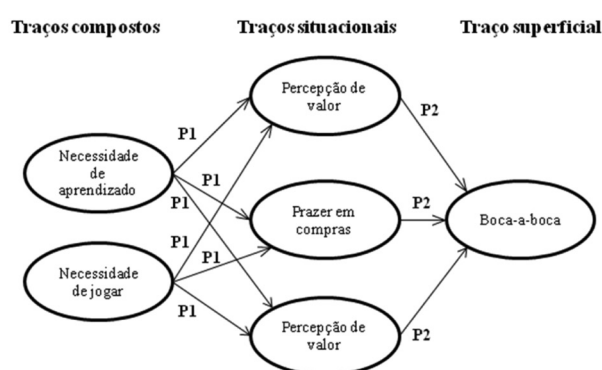 Traços compostos
Traços situacionais
Traço superficial
Percepção de
valor
P2
P1
Necessidade
de
aprendizado
P1
P1
Prazer em
compras
P2
Boca-a-boca
P1
P1
Necessidade
de jogar
P1
Percepção de
valor
P2